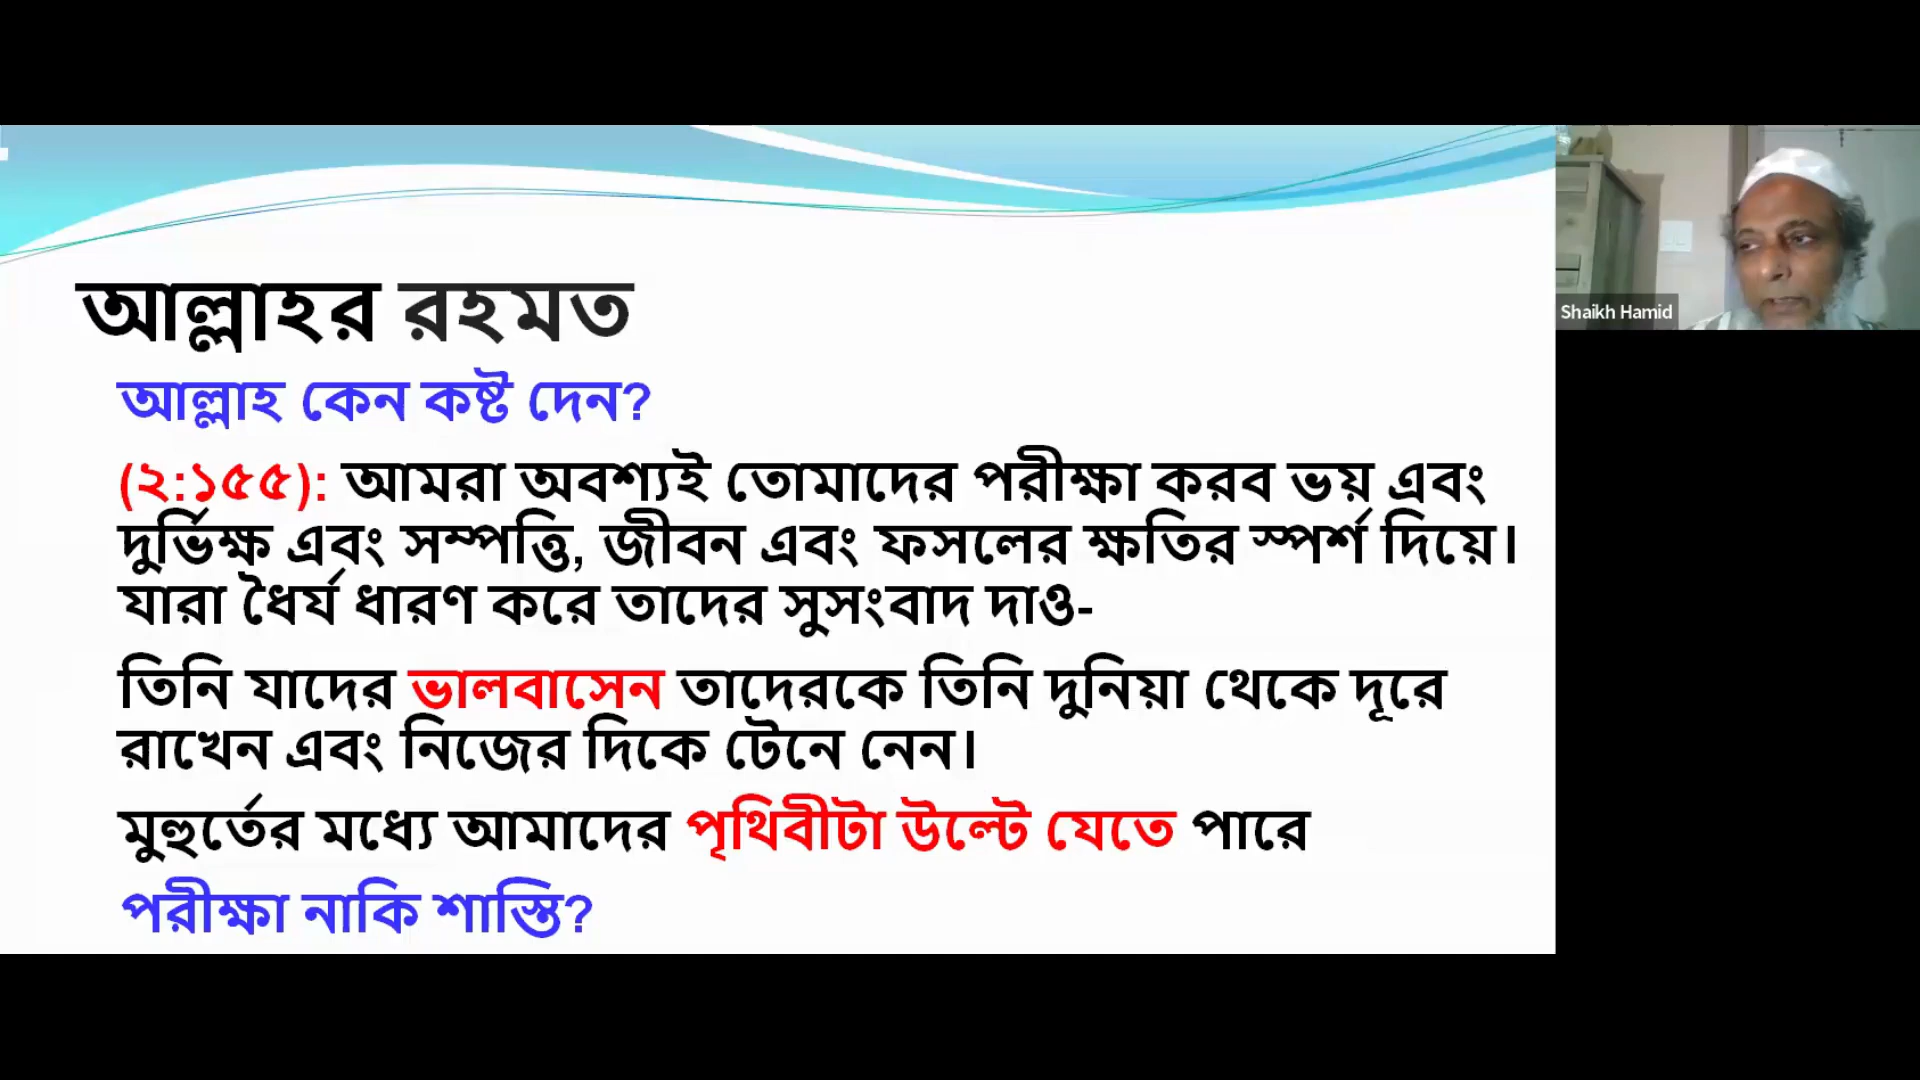 আল্লাহর রহমত
আল্লাহ কেন কষ্ট দেন?
(২:১৫৫): আমরা অবশ্যই তোমাদের পরীক্ষা করব ভয় এবং
দুর্ভিক্ষ এবং সম্পত্তি, জীবন এবং ফসলের ক্ষতির স্পর্শ দিয়ে।
যারা ধৈর্য ধারণ করে তাদের সুসংবাদ দাও-
তিনি যাদের ভালবাসেন তাদেরকে তিনি দুনিয়া থেকে দূরে
রাখেন এবং নিজের দিকে টেনে নেন।
মুহুর্তের মধ্যে আমাদের পৃথিবীটা উল্টে যেতে পারে
পরীক্ষা নাকি শাস্তি?
Shaikh Hamid